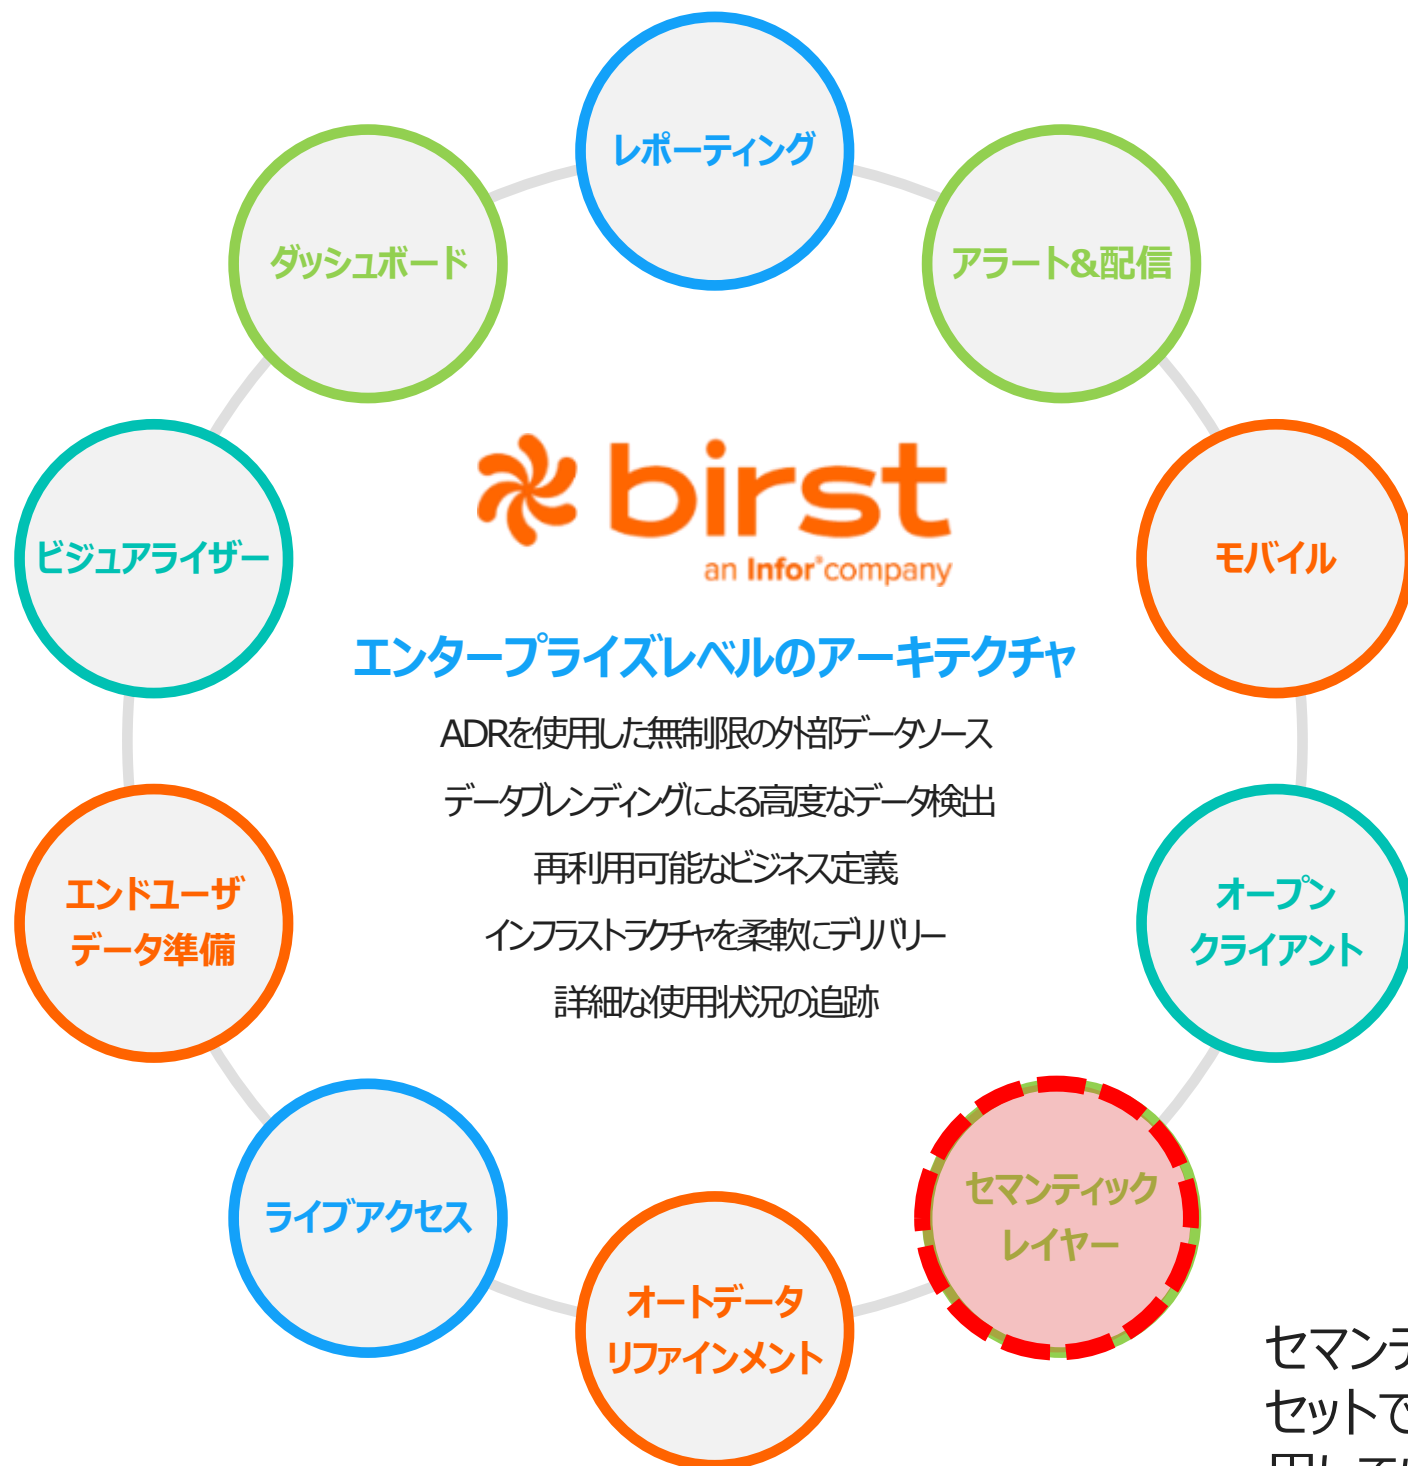 レポーティング
ダッシュボード
アラート&配信
birst
an Infor®company
ビジュアライザー
モバイル
エンタープライズレベルのアーキテクチャ
ADRを使用した無制限の外部データソース
データブレンディングによる高度なデータ検出
再利用可能なビジネス定義
インフラストラクチャを柔軟にデリバリー
詳細な使用状況の追跡
エンドユーザ
データ準備
オープン
クライアント
ライブアクセス
セマンティック
レイヤー
オートデータ
リファインメント
セマンテ
セットで